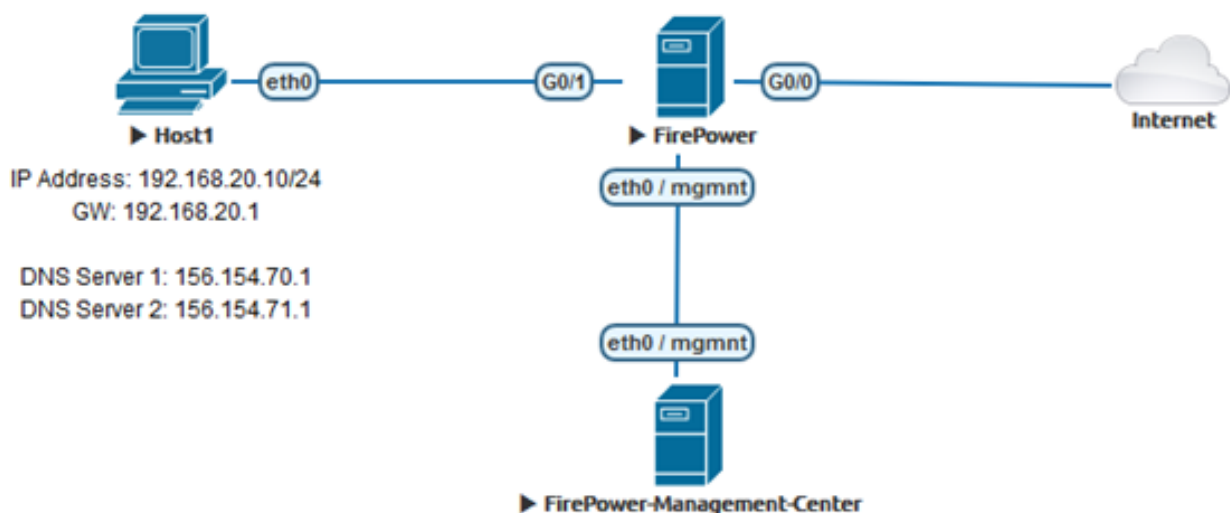 eth0
G0/1
G0/0
Host1
FirePower
Internet
IP Address: 192.168.20.10/24
GW: 192.168.20.1
DNS Server 1: 156.154.70.1
DNS Server 2: 156.154.71.1
eth0 / mgmnt
eth0 / mgmnt
FirePower-Management-Center